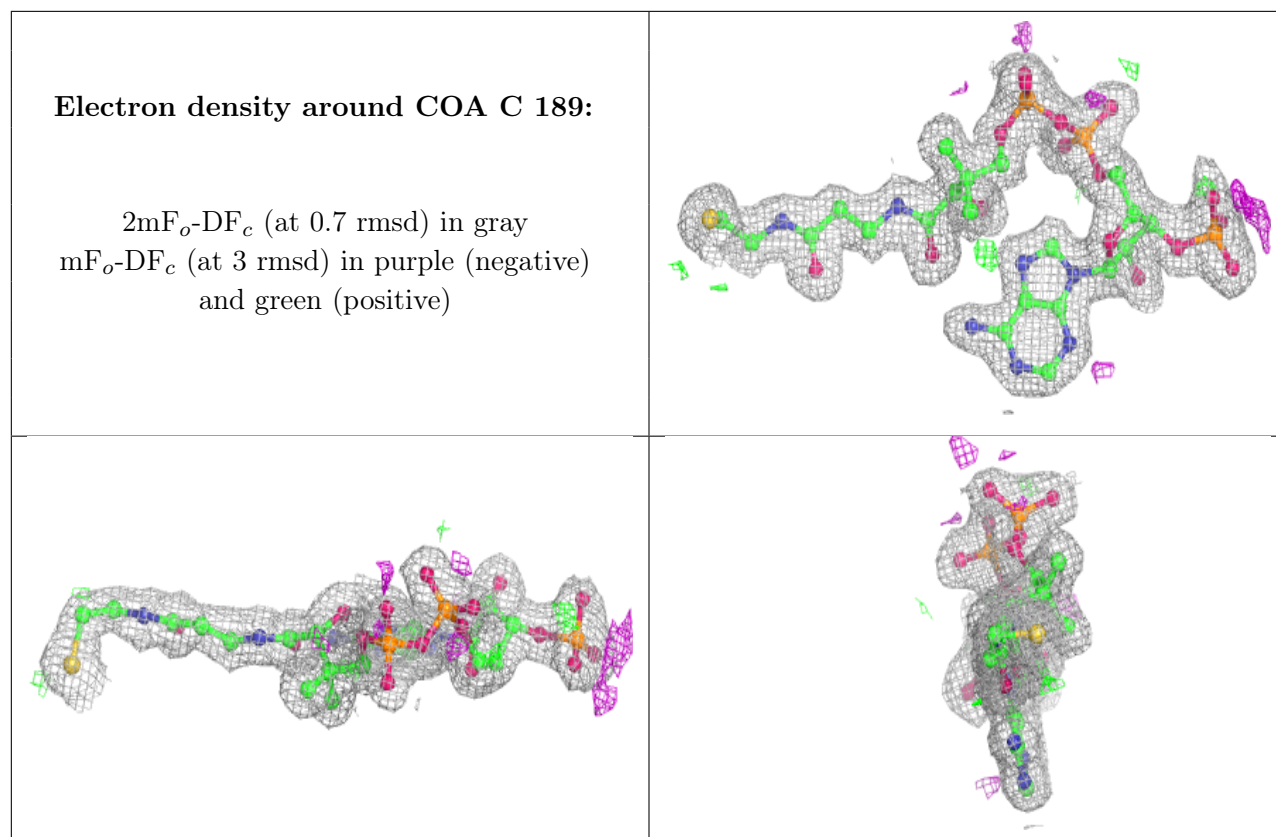 Electron density around COA C 189:
2mFo-DFc (at 0.7 rmsd) in gray
mFo-DFc (at 3 rmsd) in purple (negative)
and green (positive)